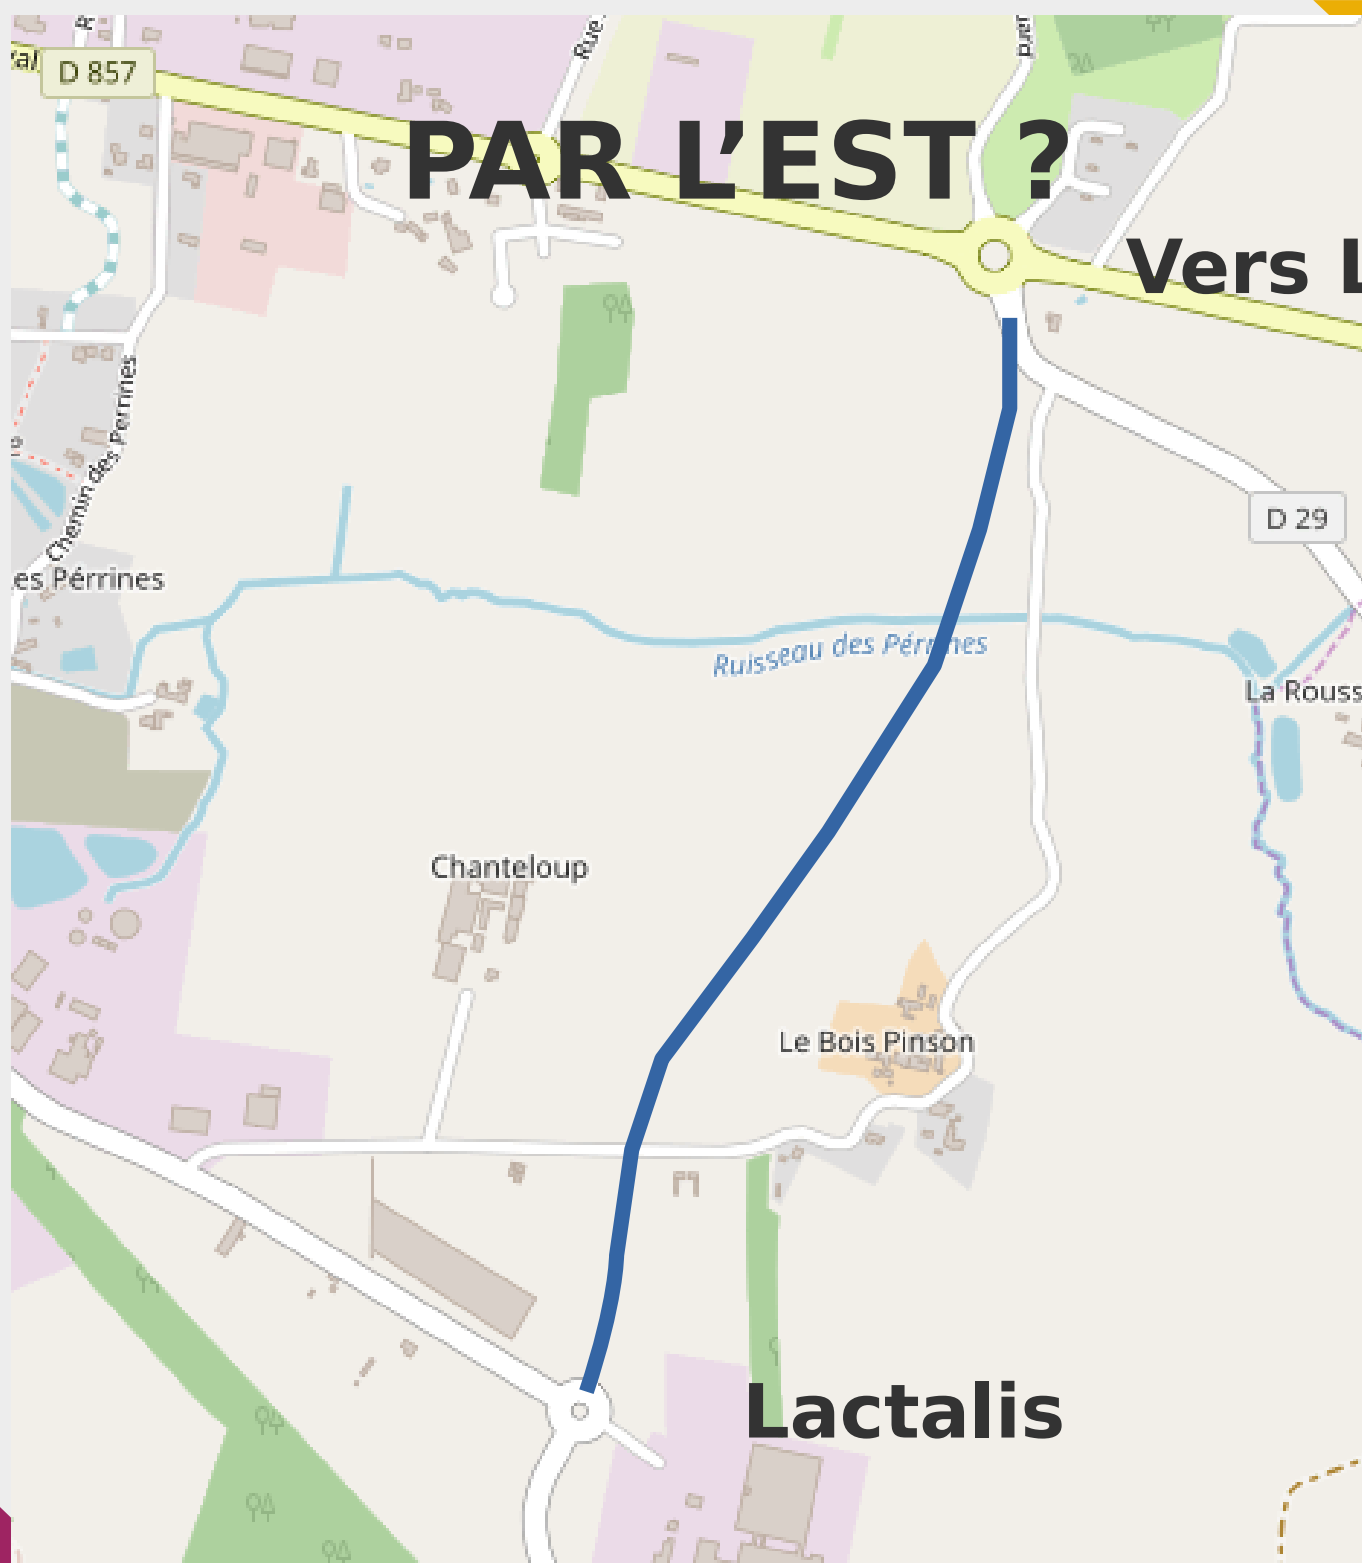 D 857
Rue
PAR L’EST ?
Vers L
Chemin des Perrines
D 29
es Pérrines
Ruisseau des Pérrines
La Rouss
Chanteloup
Le Bois Pinson
Lactalis